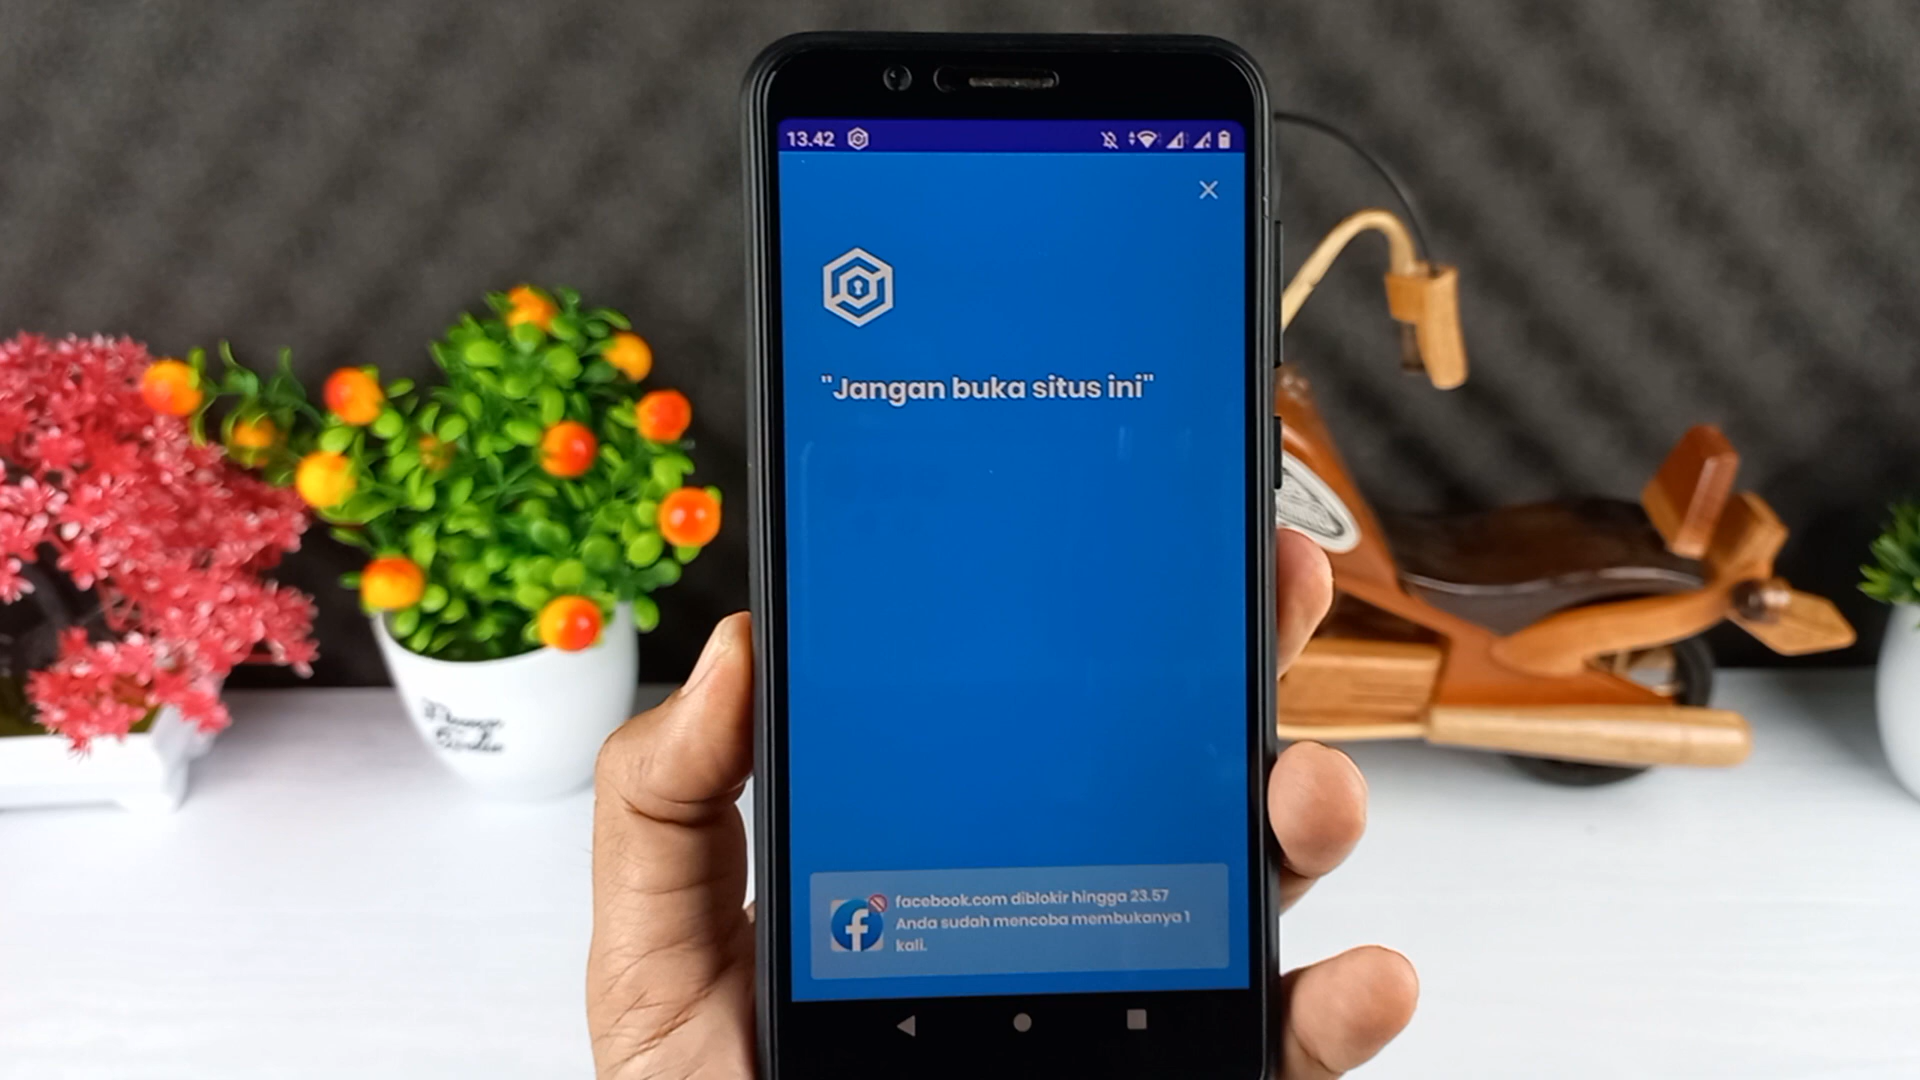 13.42
"Jangan buka situs ini"
facebook.com diblokir hingga 23.57
Anda sudah mencoba membukanya 1
kali.